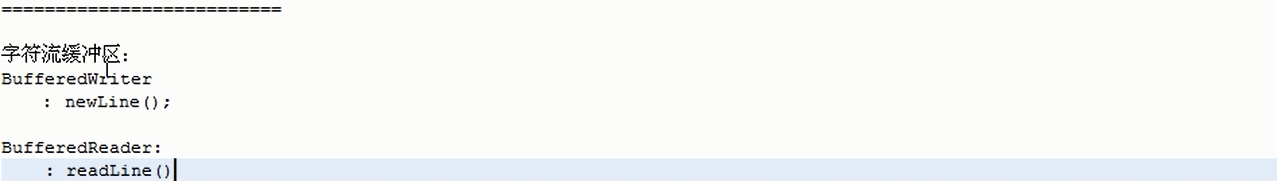 ==========================
字符流缓冲区:
BufferedWriter
: newLine();
BufferedReader:
: readLine()